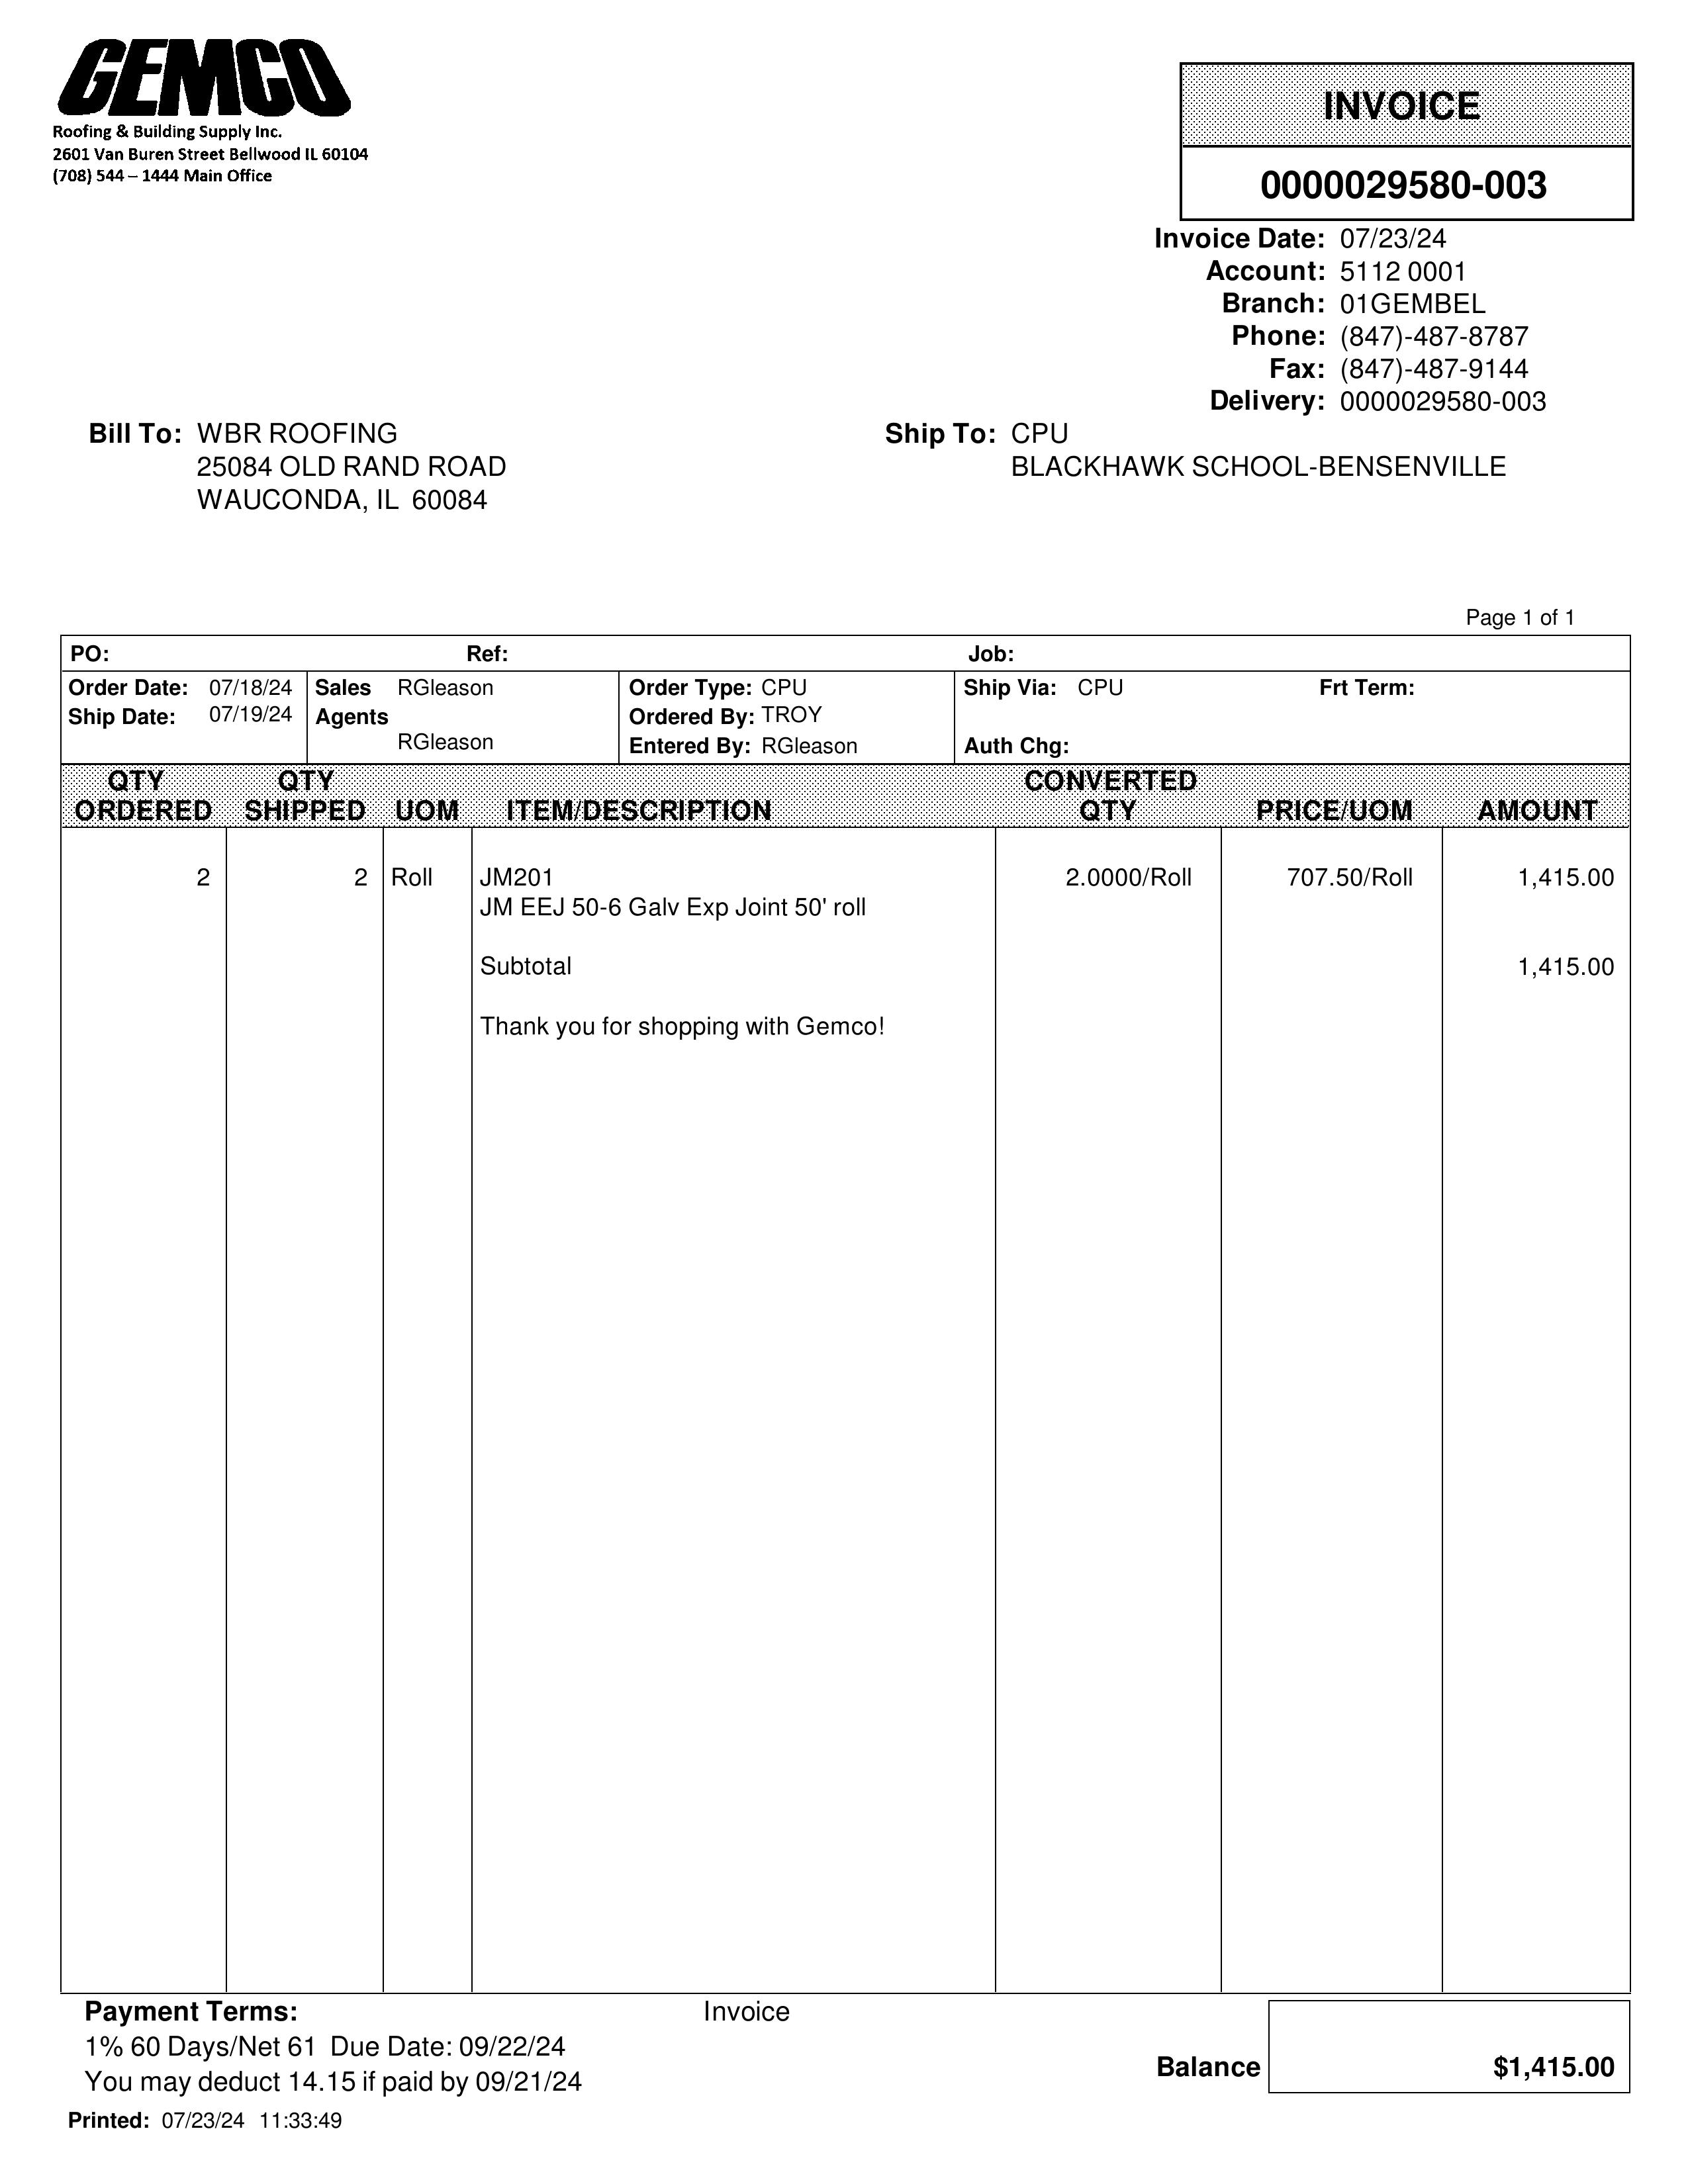 GEMCO
Roofing & Building Supply Inc.
2601 Van Buren Street Bellwood IL 60104
(708) 544 – 1444 Main Office
INVOICE
0000029580-003
Invoice Date: 07/23/24
Account: 5112 0001
Branch: 01GEMBEL
Phone: (847)-487-8787
Fax: (847)-487-9144
Delivery: 0000029580-003
Bill To: WBR ROOFING
25084 OLD RAND ROAD
WAUCONDA, IL 60084
Ship To: CPU
BLACKHAWK SCHOOL-BENSENVILLE
Page 1 of 1
PO: Ref: Job:
Order Date: 07/18/24 Sales RGleason Order Type: CPU Ship Via: CPU Frt Term:
Ship Date: 07/19/24 Agents Ordered By: TROY
RGleason Entered By: RGleason Auth Chg:
QTY QTY CONVERTED
ORDERED SHIPPED UOM ITEM/DESCRIPTION QTY PRICE/UOM AMOUNT
2 2 Roll JM201 2.0000/Roll 707.50/Roll 1,415.00
JM EEJ 50-6 Galv Exp Joint 50' roll
Subtotal 1,415.00
Thank you for shopping with Gemco!
Payment Terms: Invoice
1% 60 Days/Net 61 Due Date: 09/22/24
Balance $1,415.00
You may deduct 14.15 if paid by 09/21/24
Printed: 07/23/24 11:33:49